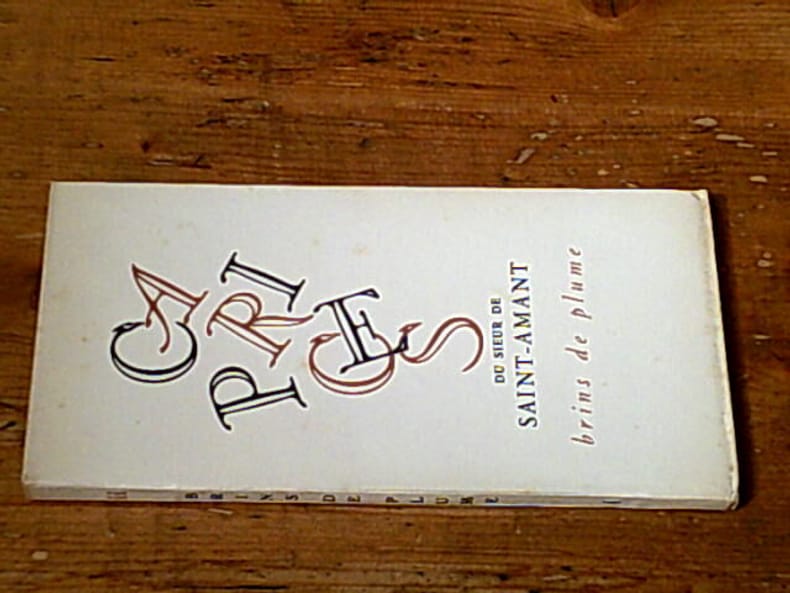 CA
PRI
CES
DU SIEUR DE
SAINT-AMANT
brins de plume
BRINS DE PLUME